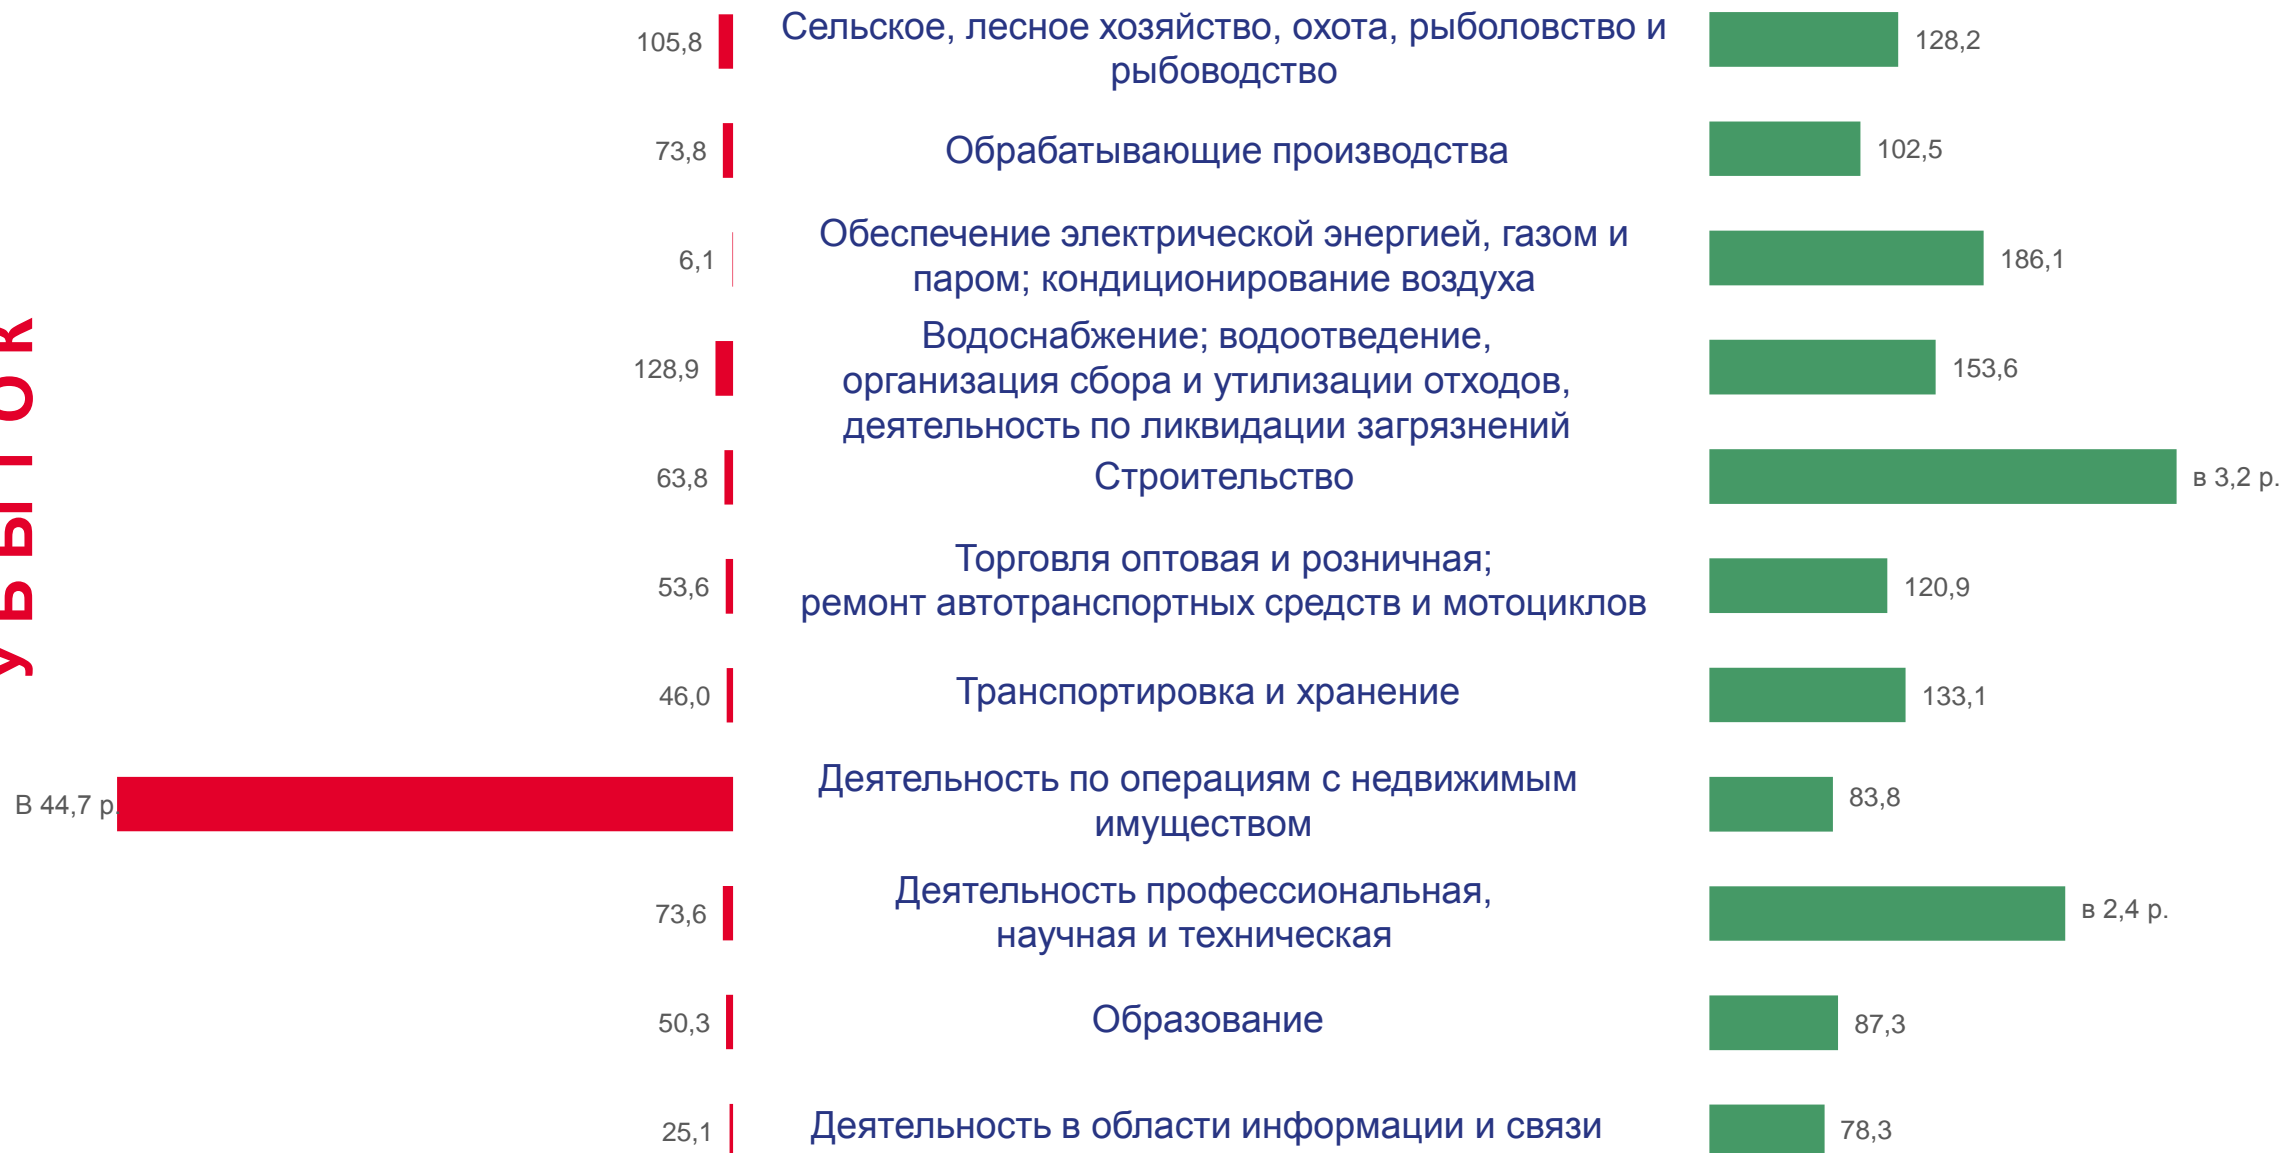 УБЫТОК
105,8
Сельское, лесное хозяйство, охота, рыболовство и
рыбоводство
128,2
73,8
Обрабатывающие производства
102,5
6,1
Обеспечение электрической энергией, газом и
паром; кондиционирование воздуха
186,1
128,9
Водоснабжение; водоотведение,
организация сбора и утилизации отходов,
деятельность по ликвидации загрязнений
153,6
63,8
Строительство
в 3,2 р.
53,6
Торговля оптовая и розничная;
ремонт автотранспортных средств и мотоциклов
120,9
46,0
Транспортировка и хранение
133,1
В 44,7 р.
Деятельность по операциям с недвижимым
имуществом
83,8
73,6
Деятельность профессиональная,
научная и техническая
в 2,4 р.
50,3
Образование
87,3
25,1
Деятельность в области информации и связи
78,3